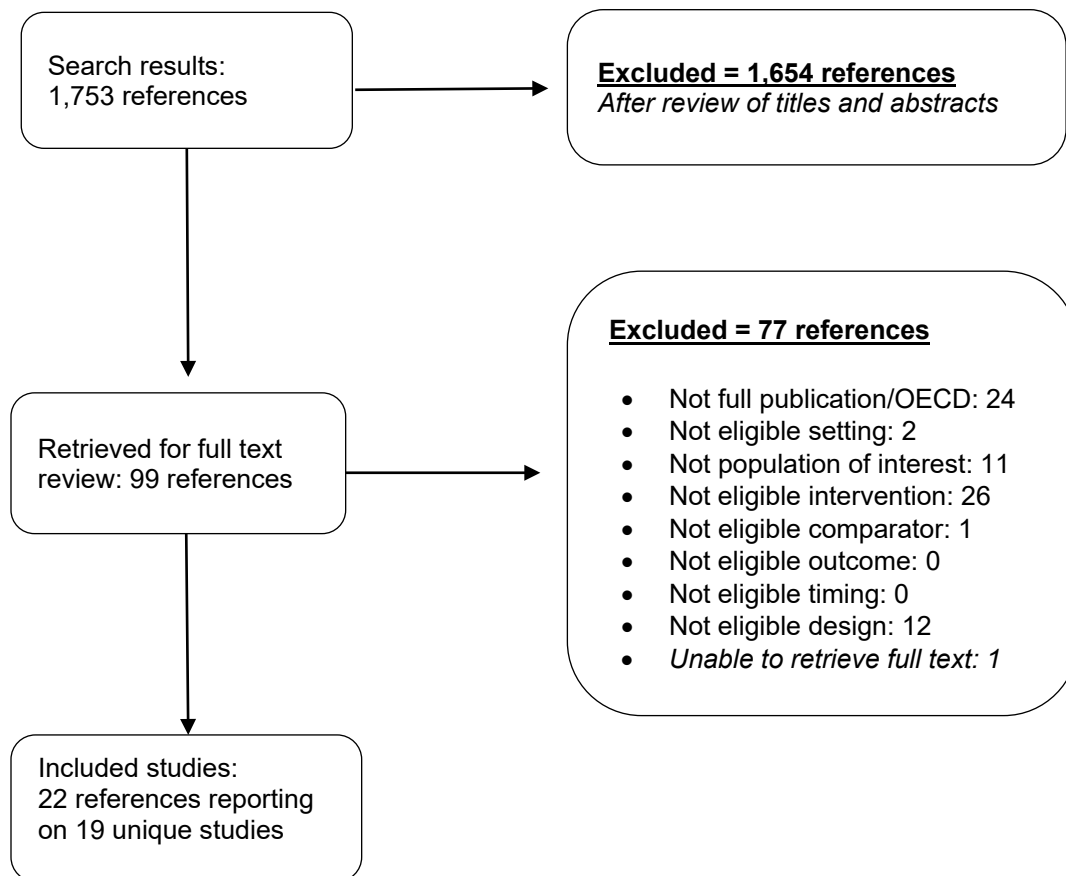 Search results:
1,753 references
Excluded = 1,654 references
After review of titles and abstracts
Retrieved for full text
review: 99 references
Excluded = 77 references
• Not full publication/OECD: 24
• Not eligible setting: 2
• Not population of interest: 11
• Not eligible intervention: 26
• Not eligible comparator: 1
• Not eligible outcome: 0
• Not eligible timing: 0
• Not eligible design: 12
• Unable to retrieve full text: 1
Included studies:
22 references reporting
on 19 unique studies